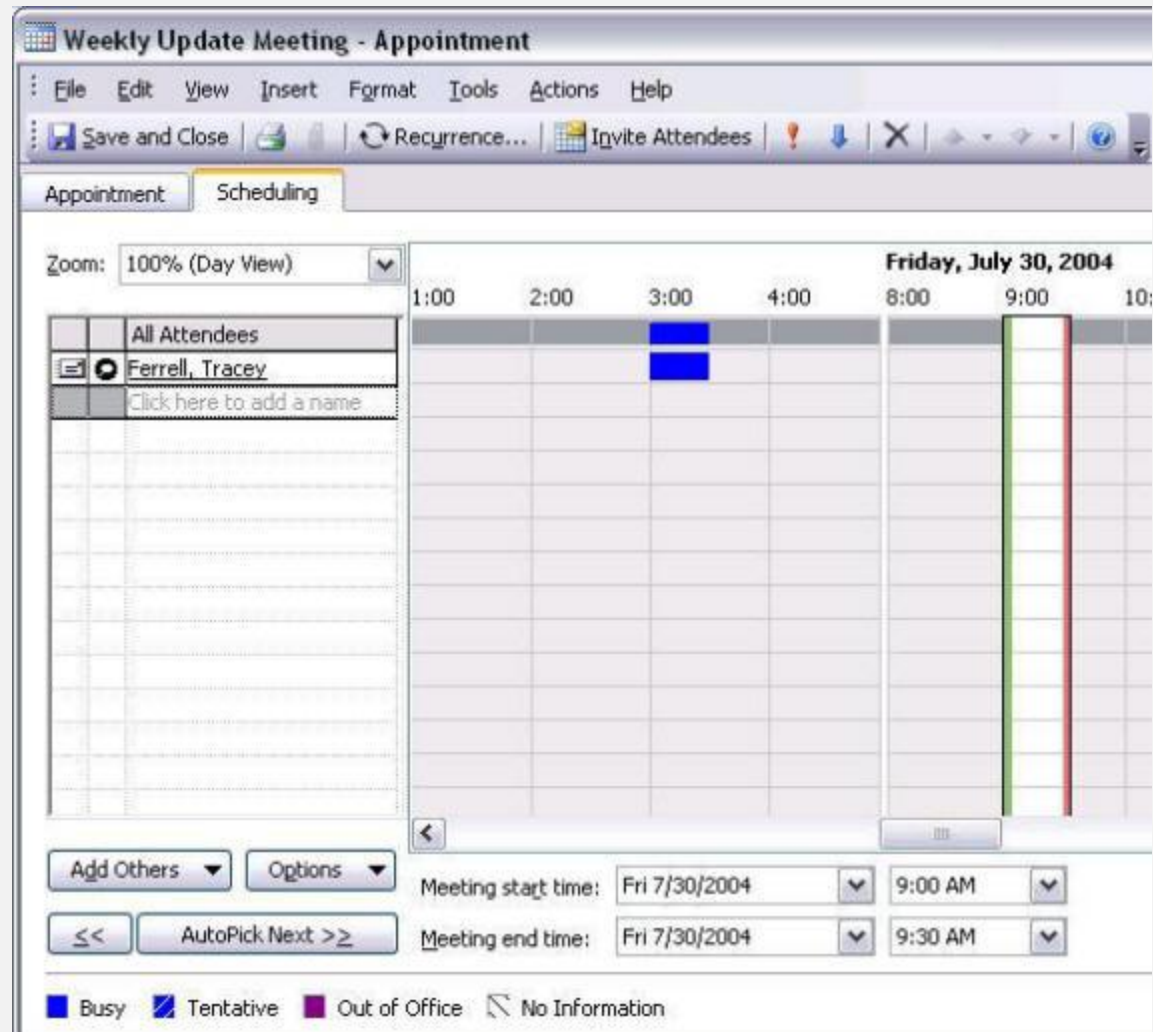 Weekly Update Meeting - Appointment
File Edit View Insert Format Tools Actions Help
Save and Close Recurrence... Invite Attendees
Appointment Scheduling
Zoom: 100% (Day View)
Friday, July 30, 2004
1:00 2:00 3:00 4:00 8:00 9:00 10:
All Attendees
Ferrell, Tracey
Click here to add a name
Add Others Options
Meeting start time: Fri 7/30/2004 9:00 AM
<< AutoPick Next >>
Meeting end time: Fri 7/30/2004 9:30 AM
Busy Tentative Out of Office No Information